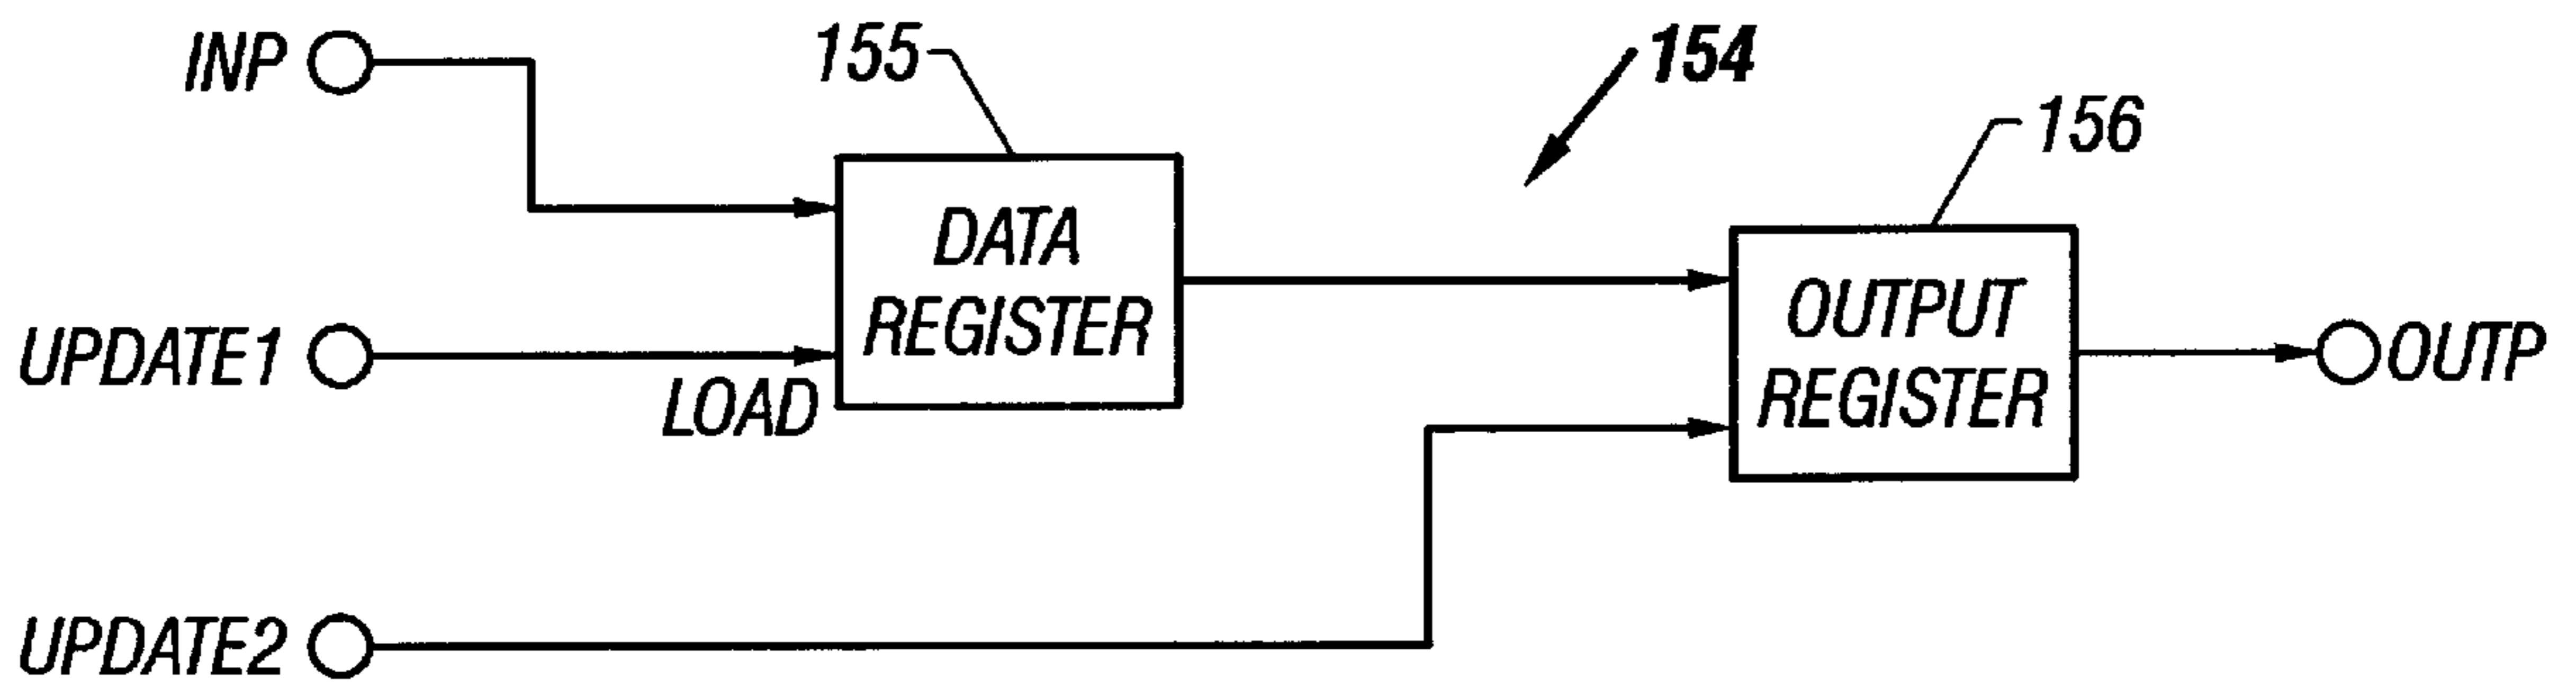 INP
155
154
156
DATA
REGISTER
OUTPUT
REGISTER
UPDATE1
LOAD
OUTP
UPDATE2